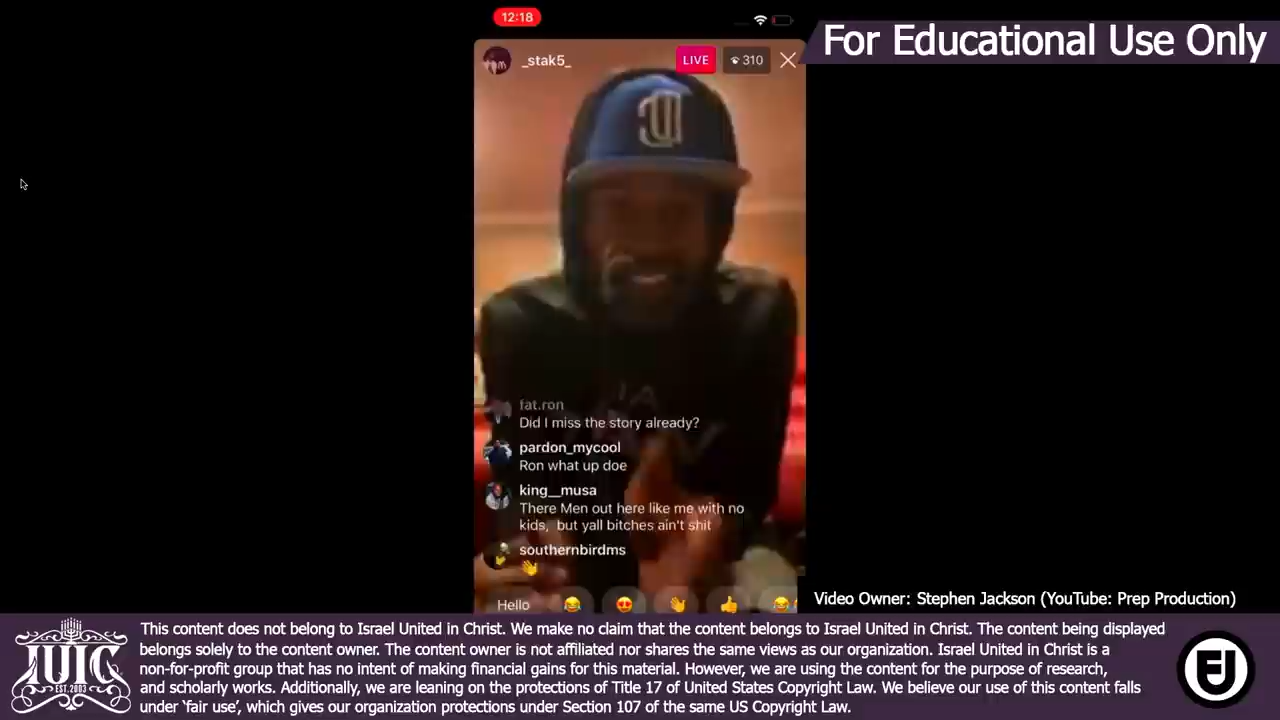 12:18
For Educational Use Only
_stak5_
LIVE
310
fat.ron
Did I miss the story already?
pardon_mycool
Ron what up doe
king__musa
There Men out here like me with no
kids, but yall bitches ain't shit
southernbirdms
Hello
Video Owner: Stephen Jackson (YouTube: Prep Production)
IUIC
EST. 2003
This content does not belong to Israel United in Christ. We make no claim that the content belongs to Israel United in Christ. The content being displayed
belongs solely to the content owner. The content owner is not affiliated nor shares the same views as our organization. Israel United in Christ is a
non-for-profit group that has no intent of making financial gains for this material. However, we are using the content for the purpose of research,
and scholarly works. Additionally, we are leaning on the protections of Title 17 of United States Copyright Law. We believe our use of this content falls
under ‘fair use’, which gives our organization protections under Section 107 of the same US Copyright Law.